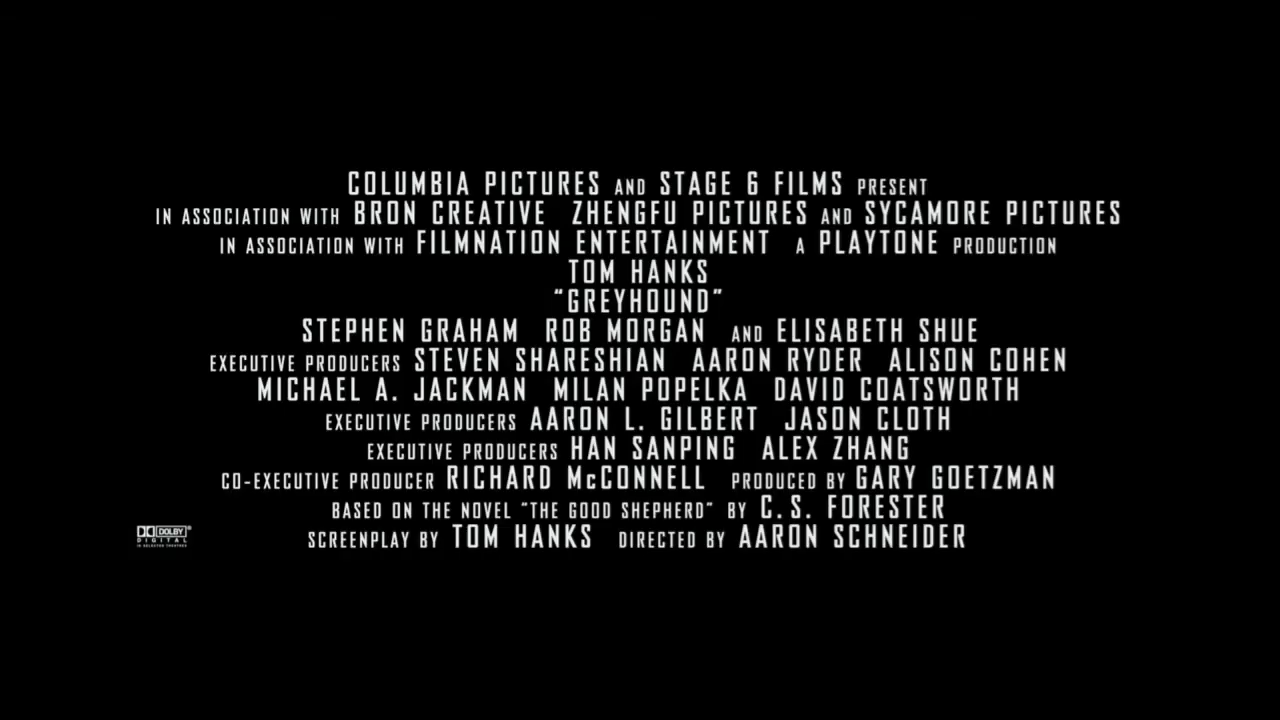 COLUMBIA PICTURES AND STAGE 6 FILMS PRESENT
IN ASSOCIATION WITH BRON CREATIVE ZHENGFU PICTURES AND SYCAMORE PICTURES
IN ASSOCIATION WITH FILMNATION ENTERTAINMENT A PLAYTONE PRODUCTION
TOM HANKS
“GREYHOUND”
STEPHEN GRAHAM ROB MORGAN AND ELISABETH SHUE
EXECUTIVE PRODUCERS STEVEN SHARESHIAN AARON RYDER ALISON COHEN
MICHAEL A. JACKMAN MILAN POPELKA DAVID COATSWORTH
EXECUTIVE PRODUCERS AARON L. GILBERT JASON CLOTH
EXECUTIVE PRODUCERS HAN SANPING ALEX ZHANG
CO-EXECUTIVE PRODUCER RICHARD McCONNELL PRODUCED BY GARY GOETZMAN
BASED ON THE NOVEL “THE GOOD SHEPHERD” BY C.S. FORESTER
SCREENPLAY BY TOM HANKS DIRECTED BY AARON SCHNEIDER
DOLBY®
DIGITAL
IN SELECTED THEATRES